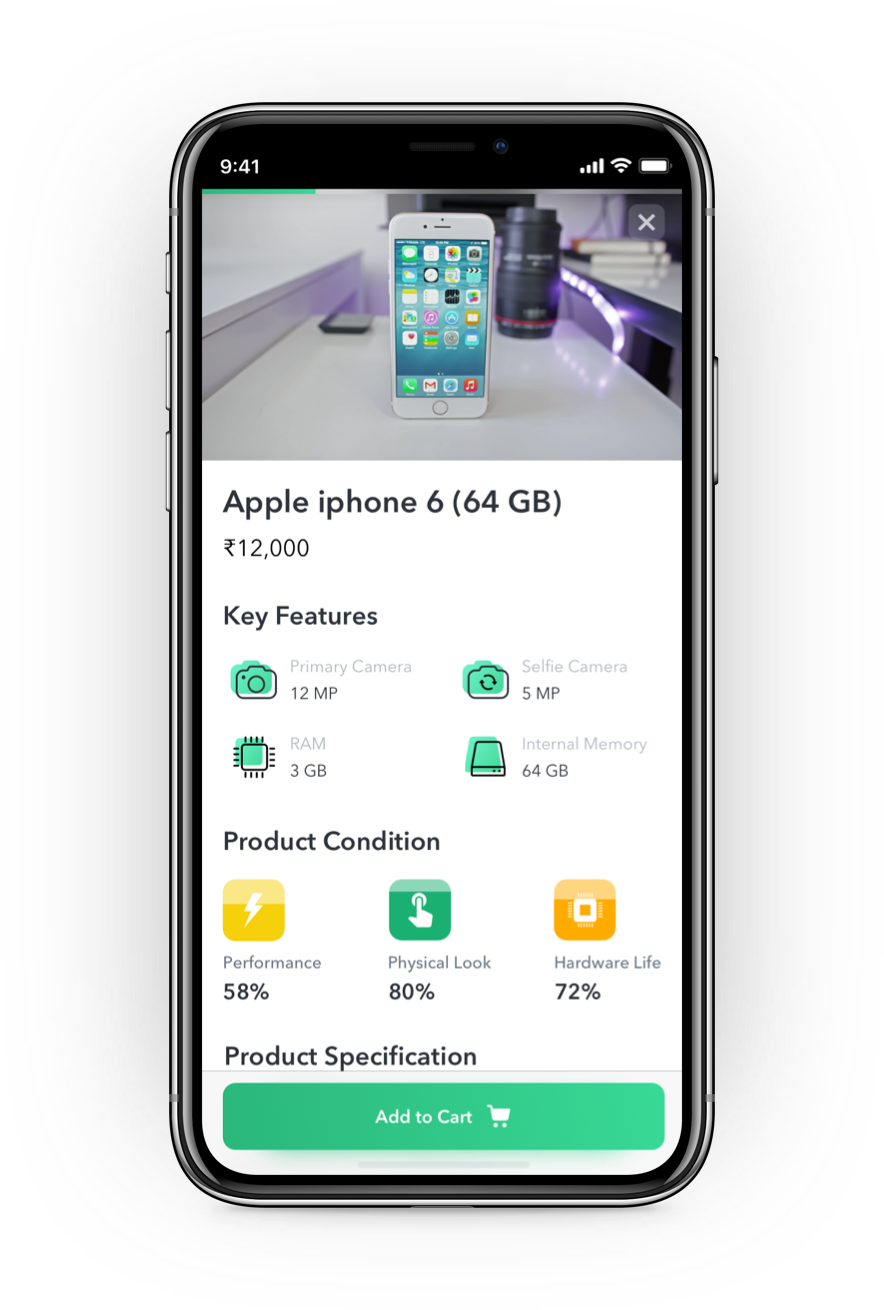 9:41
Apple iphone 6 (64 GB)
₹12,000
Key Features
Primary Camera
12 MP
Selfie Camera
5 MP
RAM
3 GB
Internal Memory
64 GB
Product Condition
Performance
58%
Physical Look
80%
Hardware Life
72%
Product Specification
Add to Cart